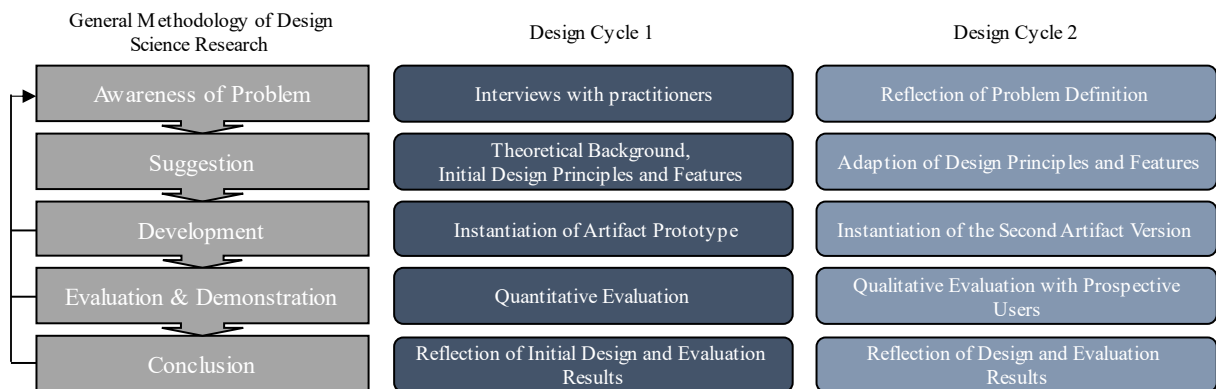 General Methodology of Design
Science Research
Design Cycle 1
Design Cycle 2
Awareness of Problem
Interviews with practitioners
Reflection of Problem Definition
Suggestion
Theoretical Background,
Initial Design Principles and Features
Adaption of Design Principles and Features
Development
Instantiation of Artifact Prototype
Instantiation of the Second Artifact Version
Evaluation & Demonstration
Quantitative Evaluation
Qualitative Evaluation with Prospective
Users
Conclusion
Reflection of Initial Design and Evaluation
Results
Reflection of Design and Evaluation
Results